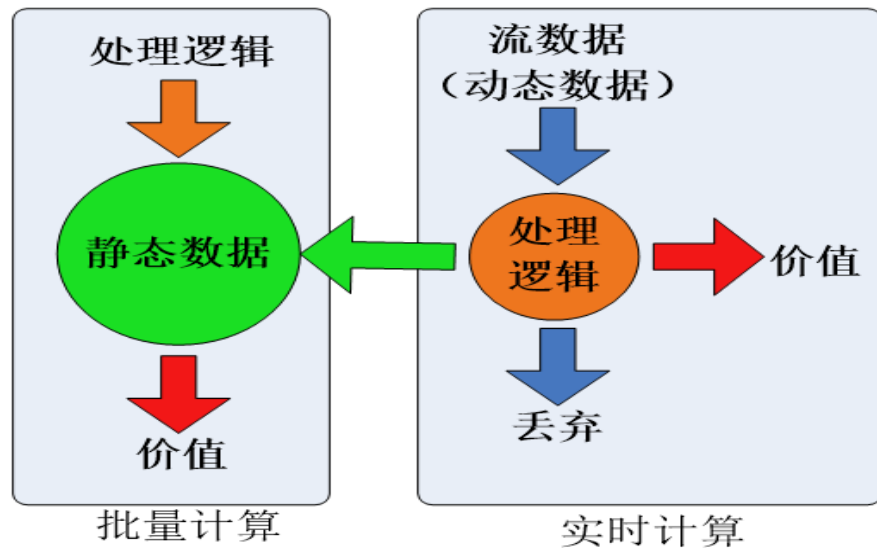 处理逻辑
静态数据
价值
批量计算
流数据
（动态数据）
处理
逻辑
价值
丢弃
实时计算